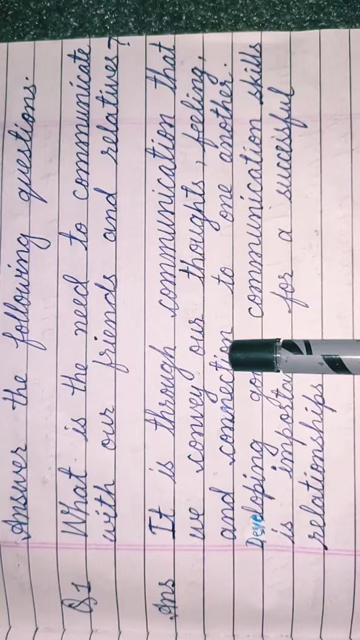 Answer the following questions.
Q1 What is the need to communicate
with our friends and relatives?
Ans It is through communication that
we convey our thoughts, feeling,
and connection to one another.
Developing communication skills
is for a sucessful
relationships